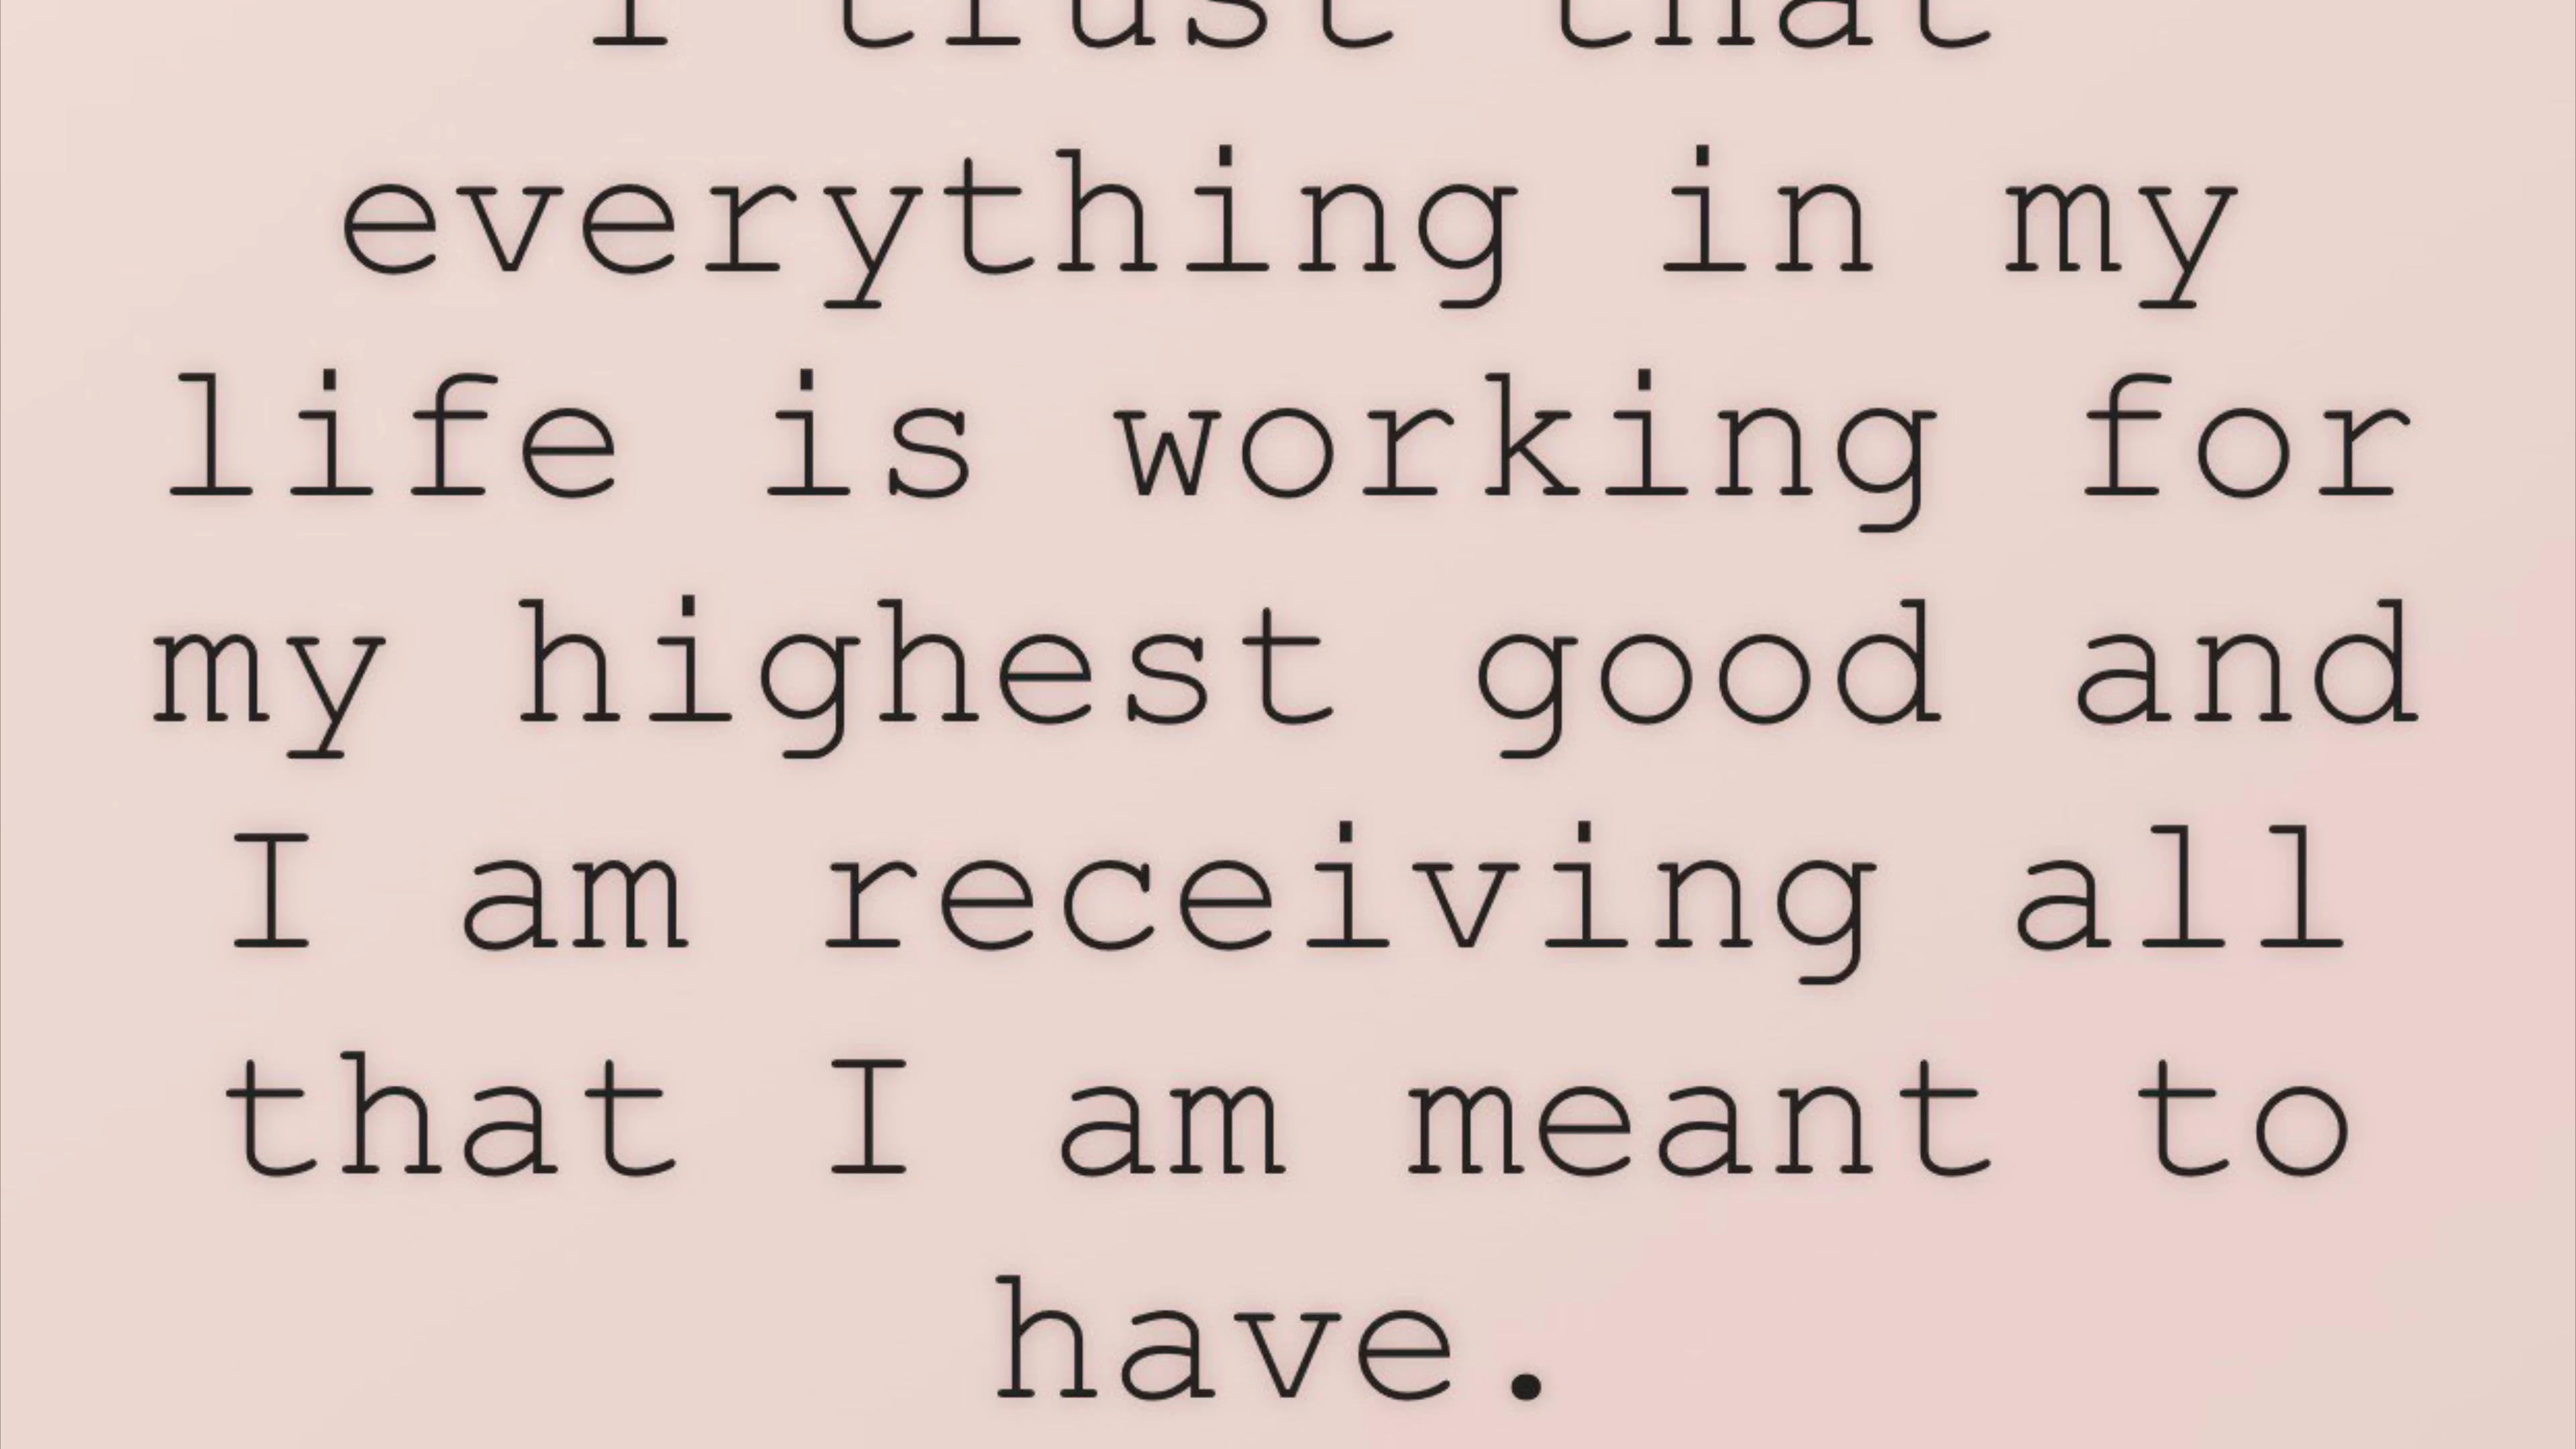 I trust that
everything in my
life is working for
my highest good and
I am receiving all
that I am meant to
have.